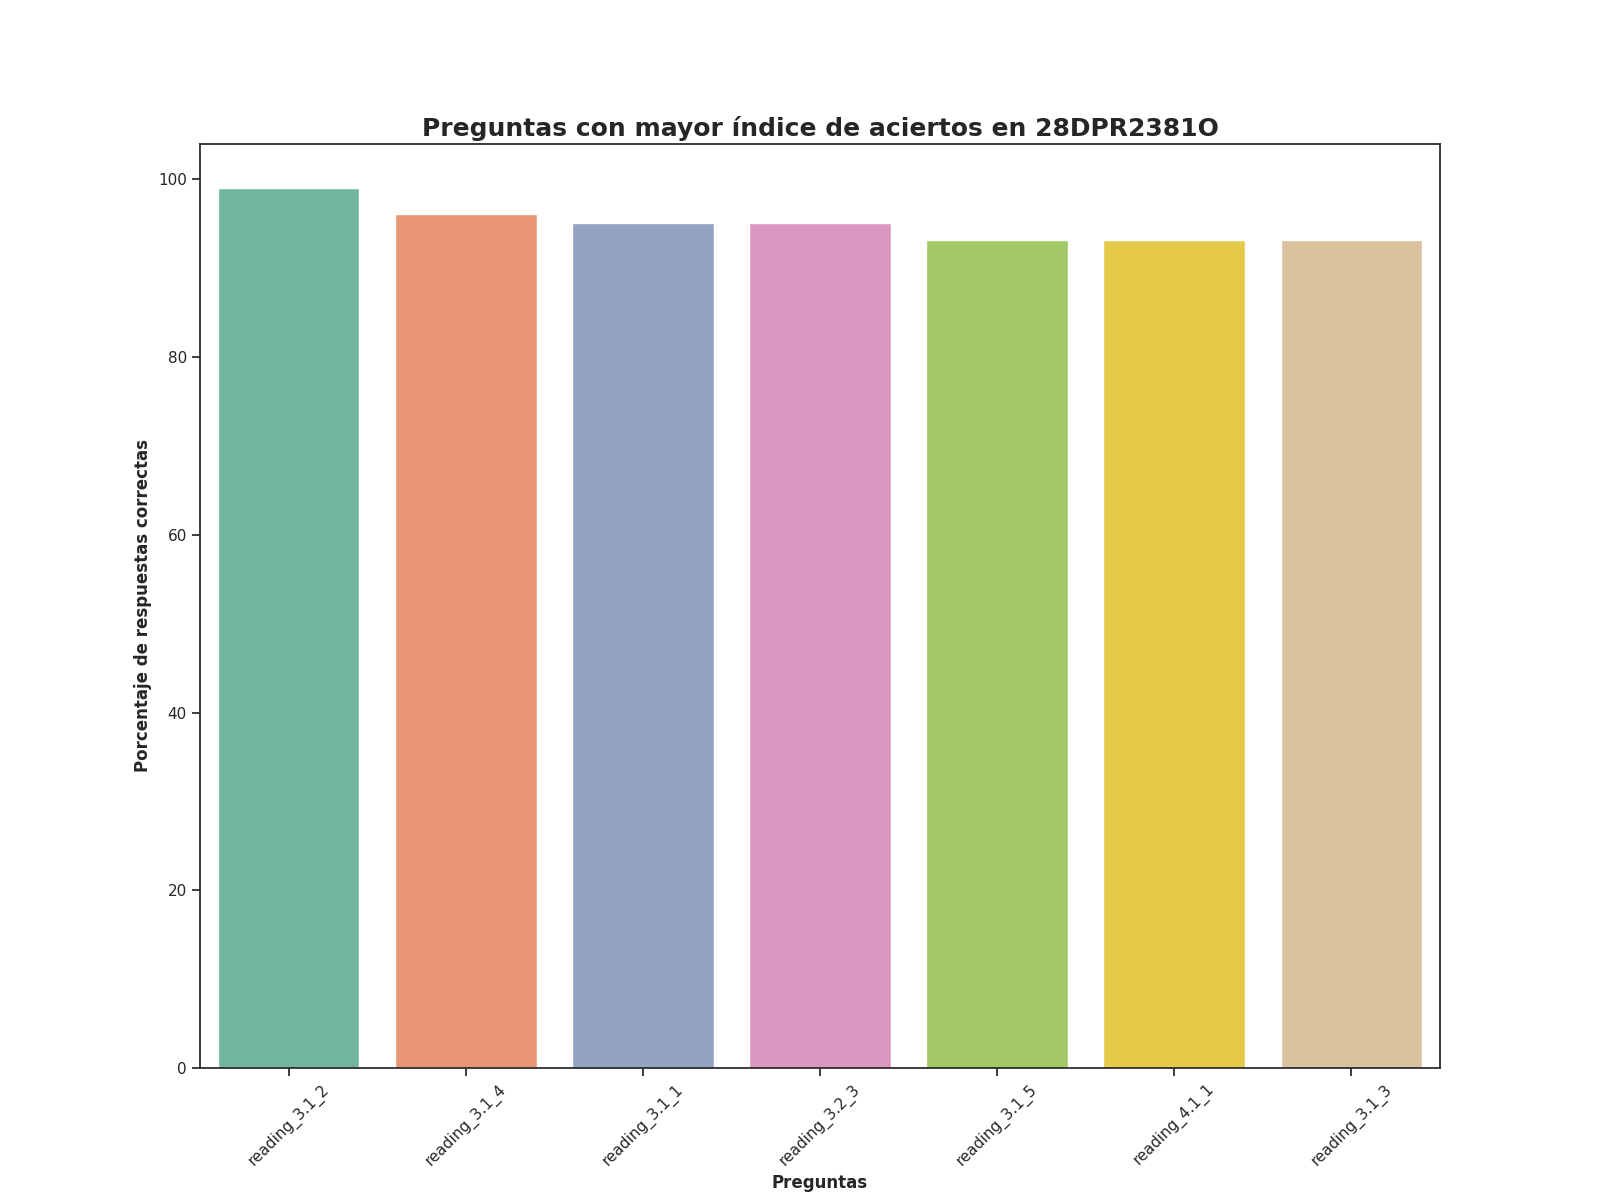 Preguntas con mayor índice de aciertos en 28DPR2381O
Porcentaje de respuestas correctas
100
80
60
40
20
0
reading_3.1_2
reading_3.1_4
reading_3.1_1
reading_3.2_3
reading_3.1_5
reading_4.1_1
reading_3.1_3
Preguntas